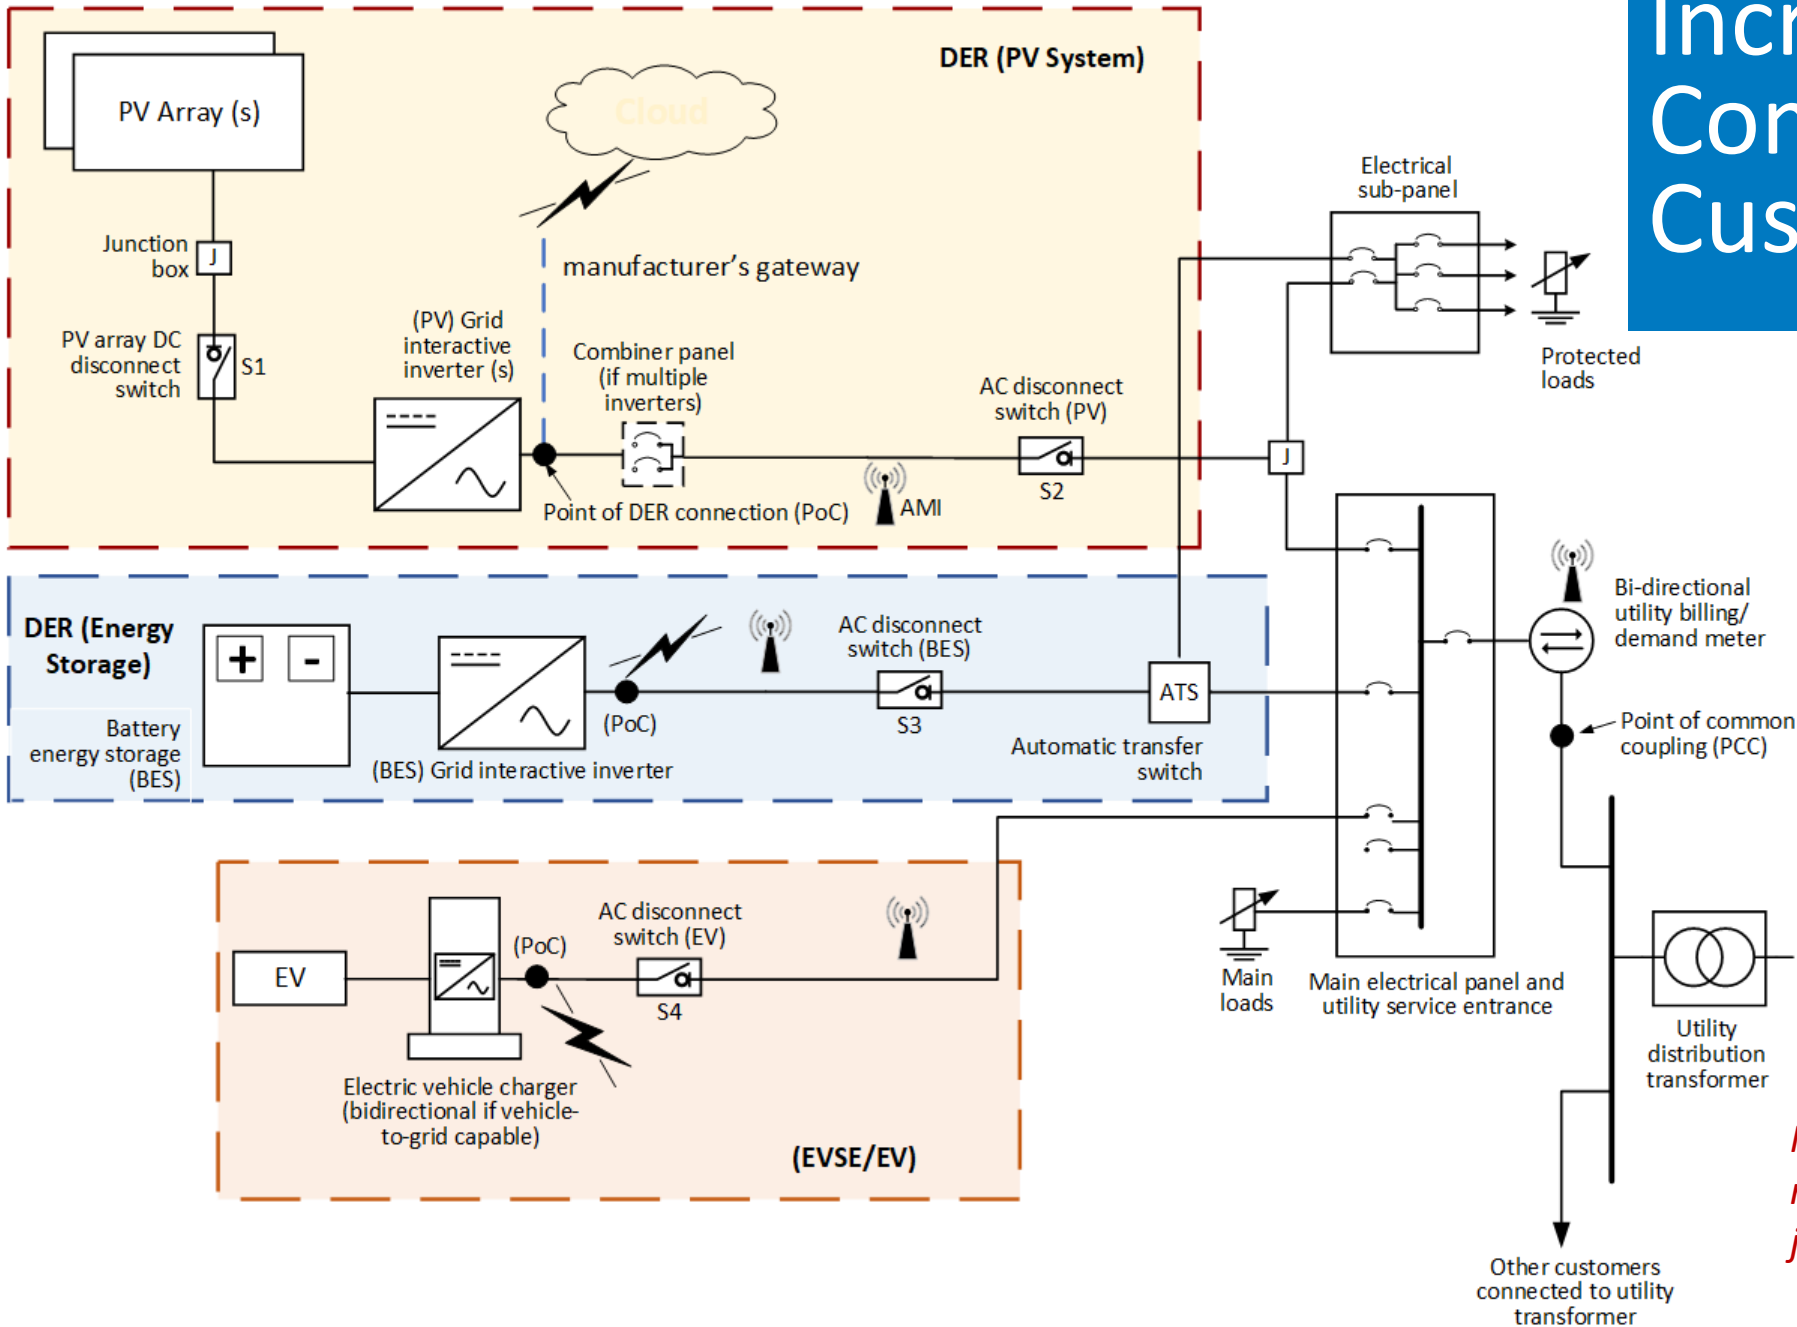 DER (PV System)
PV Array (s)
Cloud
Junction
box
J
manufacturer's gateway
PV array DC
disconnect
switch
S1
(PV) Grid
interactive
inverter (s)
Combiner panel
(if multiple
inverters)
AC disconnect
switch (PV)
S2
Point of DER connection (PoC)
AMI
Electrical
sub-panel
Protected
loads
J
DER (Energy
Storage)
Battery
energy storage
(BES)
+ -
(BES) Grid interactive inverter
(PoC)
AC disconnect
switch (BES)
S3
ATS
Automatic transfer
switch
Bi-directional
utility billing/
demand meter
Point of common
coupling (PCC)
EV
(PoC)
AC disconnect
switch (EV)
S4
Electric vehicle charger
(bidirectional if vehicle-
to-grid capable)
(EVSE/EV)
Main
loads
Main electrical panel and
utility service entrance
Utility
distribution
transformer
Other customers
connected to utility
transformer